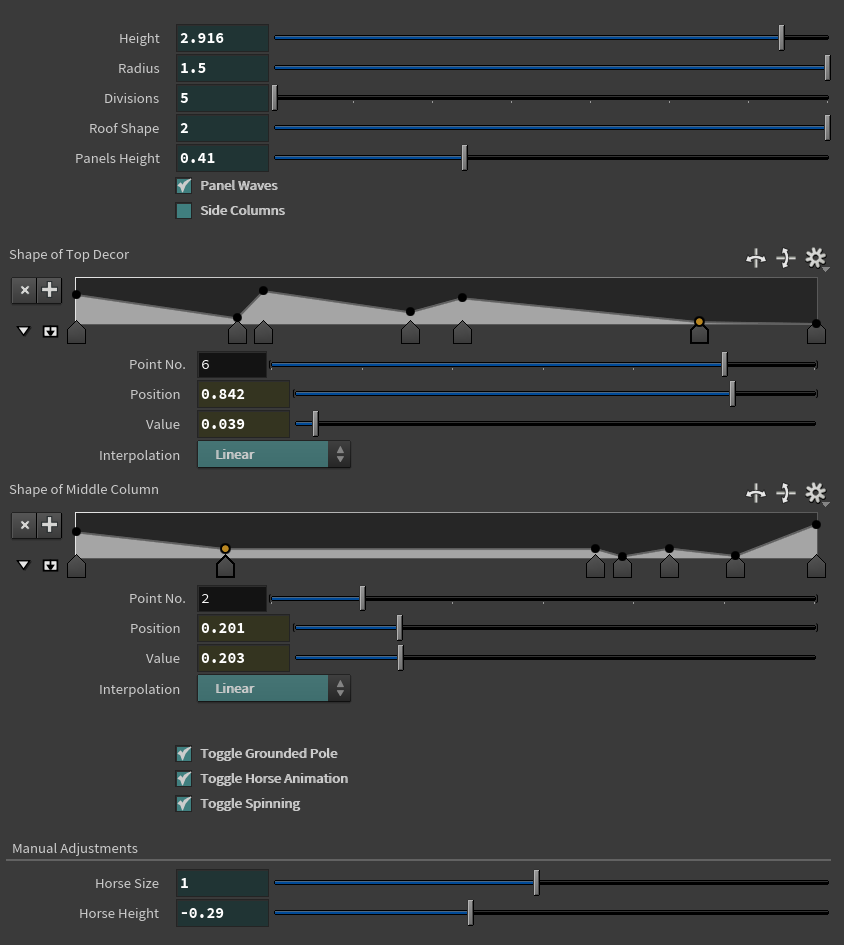 Height 2.916
Radius 1.5
Divisions 5
Roof Shape 2
Panels Height 0.41
Panel Waves
Side Columns
Shape of Top Decor
Point No. 6
Position 0.842
Value 0.039
Interpolation Linear
Shape of Middle Column
Point No. 2
Position 0.201
Value 0.203
Interpolation Linear
Toggle Grounded Pole
Toggle Horse Animation
Toggle Spinning
Manual Adjustments
Horse Size 1
Horse Height -0.29